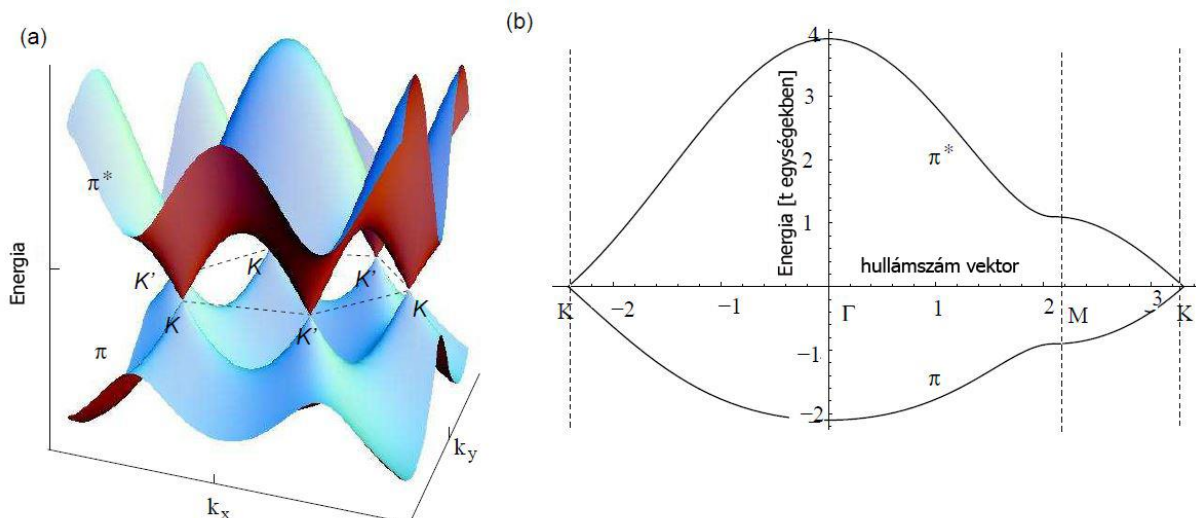 (a)
π*
Energia
K'
K
K'
K
K
K'
π
k_x
k_y
(b)
Energia [t egységekben]
4
3
2
1
-1
-2
π*
hullámszám vektor
K
-2
-1
Γ
1
2
M
3
K
π